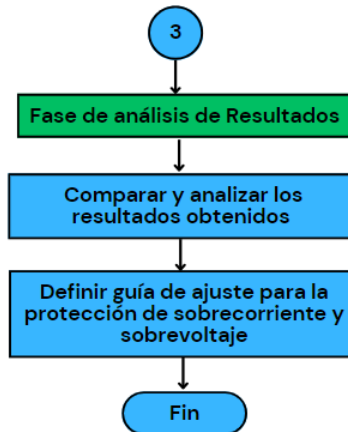 3
Fase de análisis de Resultados
Comparar y analizar los
resultados obtenidos
Definir guía de ajuste para la
protección de sobrecorriente y
sobrevoltaje
Fin